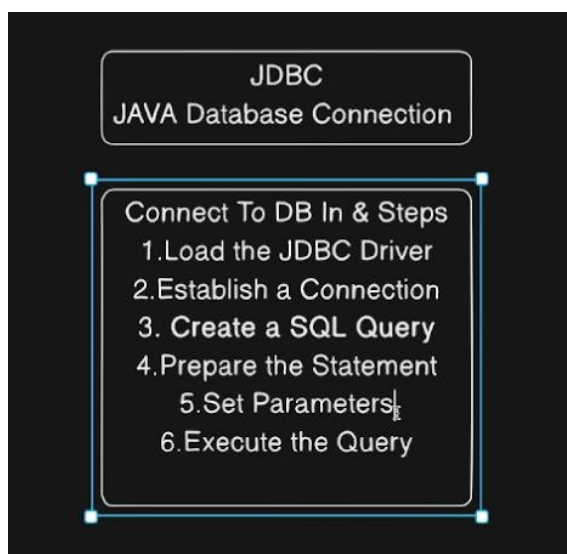 JDBC
JAVA Database Connection
Connect To DB In & Steps
1.Load the JDBC Driver
2.Establish a Connection
3. Create a SQL Query
4.Prepare the Statement
5.Set Parameters
6.Execute the Query